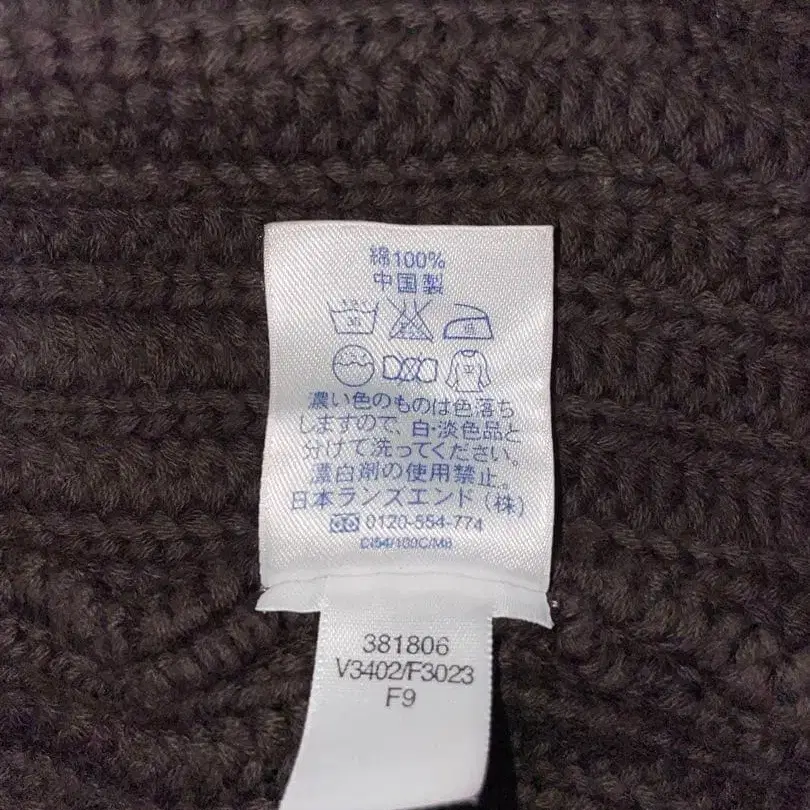 綿100%
中国製
濃い色のものは色落ち
しますので、白・淡色品と
分けて洗ってください。
漂白剤の使用禁止。
日本ランズエンド(株)
0120-554-774
381806
V3402/F3023
F9